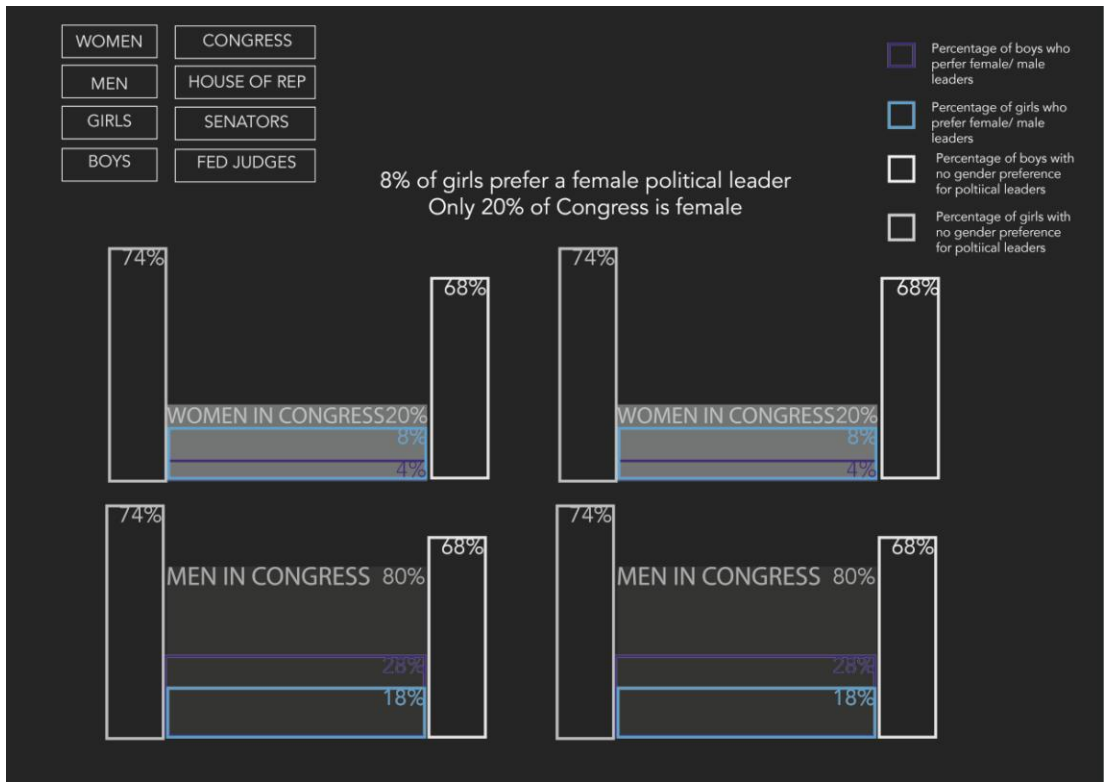 WOMEN
CONGRESS
MEN
HOUSE OF REP
GIRLS
SENATORS
BOYS
FED JUDGES
Percentage of boys who
perfer female/ male
leaders
Percentage of girls who
prefer female/ male
leaders
Percentage of boys with
no gender preference
for poltiical leaders
Percentage of girls with
no gender preference
for poltiical leaders
8% of girls prefer a female political leader
Only 20% of Congress is female
74%
68%
WOMEN IN CONGRESS20%
8%
4%
74%
68%
WOMEN IN CONGRESS20%
8%
4%
74%
68%
MEN IN CONGRESS 80%
28%
18%
74%
68%
MEN IN CONGRESS 80%
28%
18%